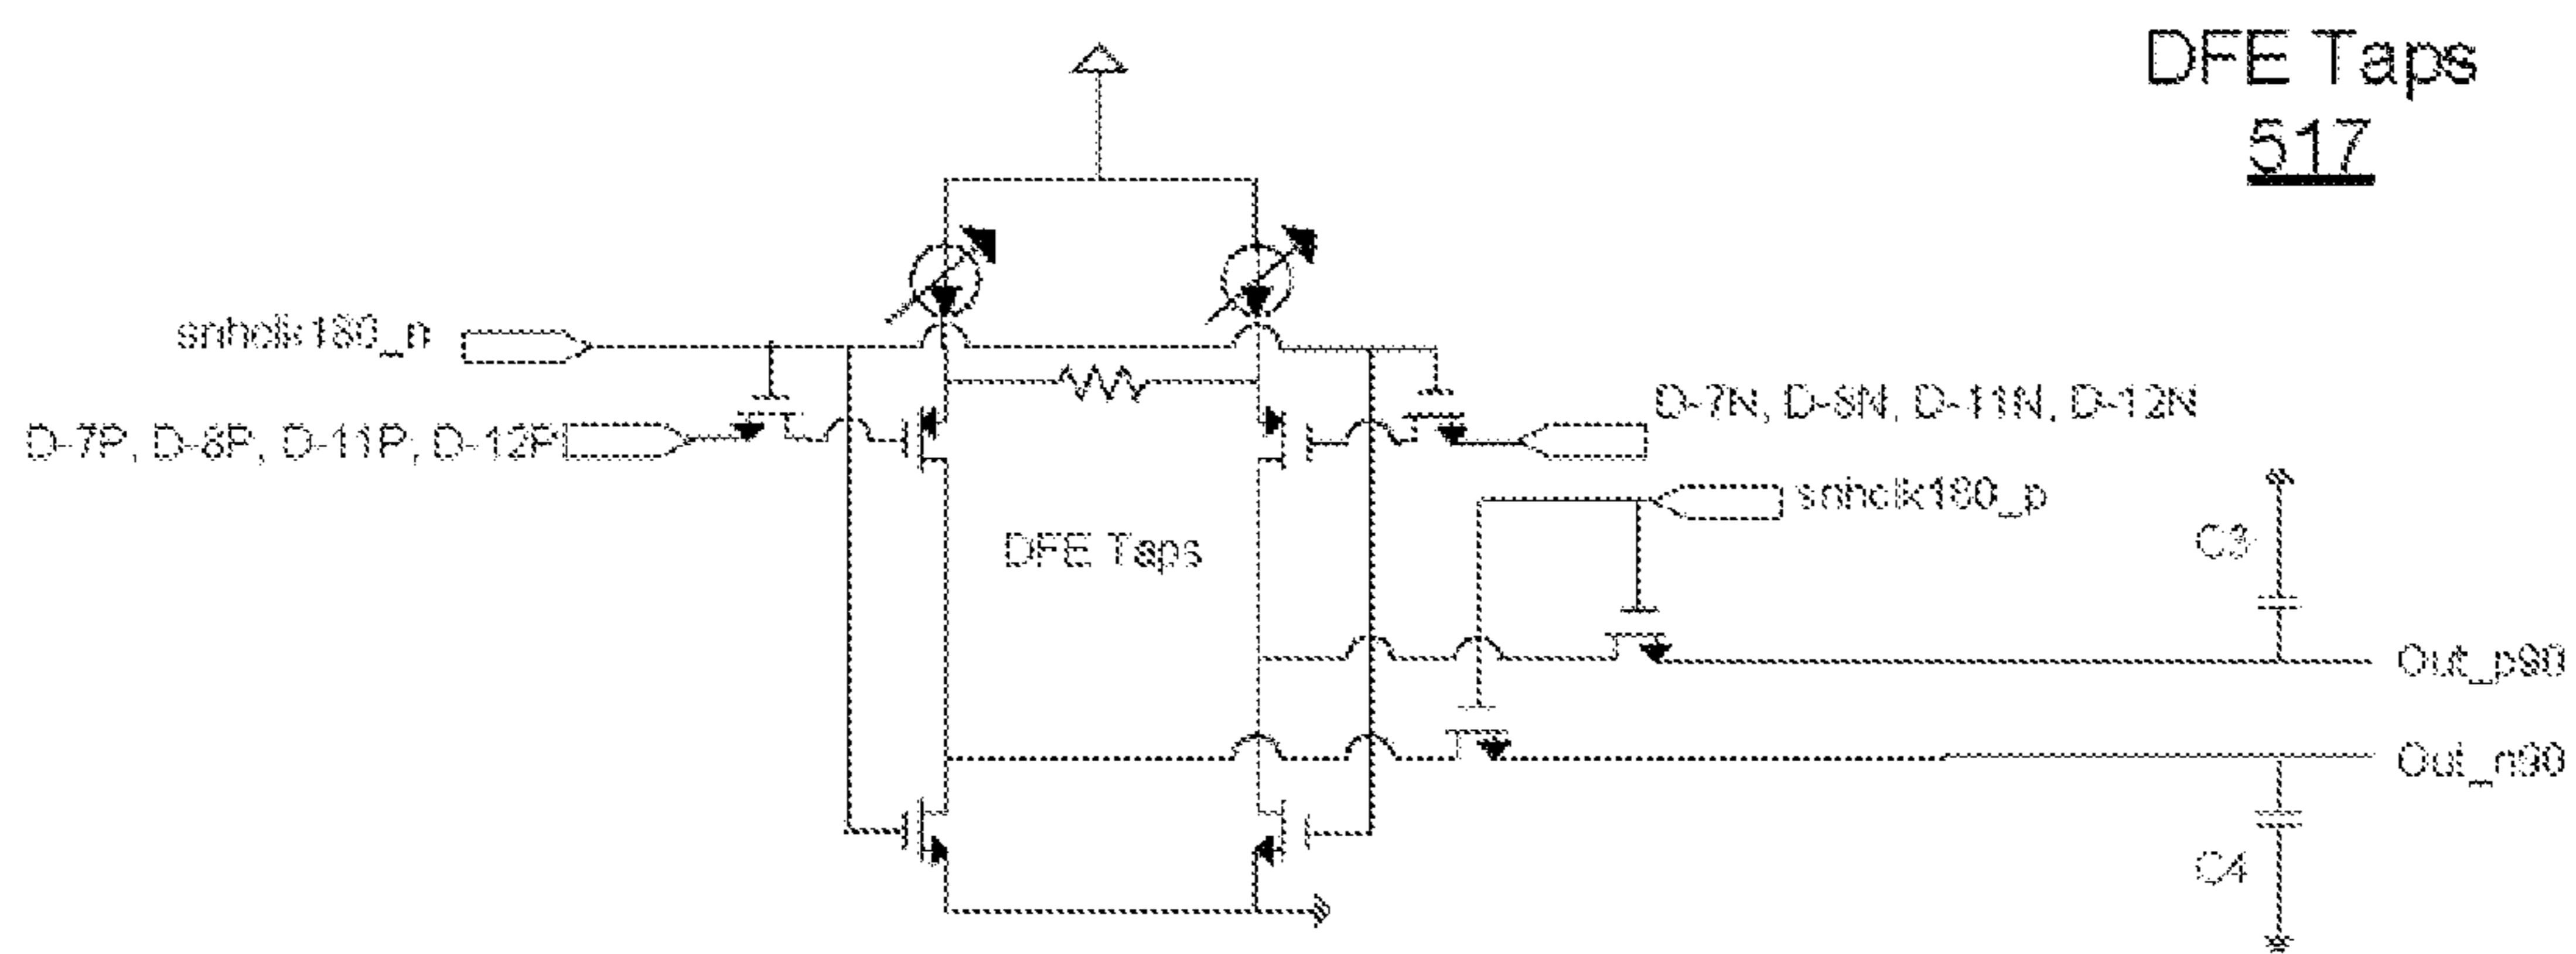 DFE Taps
517
snhclk180_n
D-7P, D-8P, D-11P, D-12P
D-7N, D-8N, D-11N, D-12N
snhclk180_p
C3
DFE Taps
Out_p90
Out_n90
C4